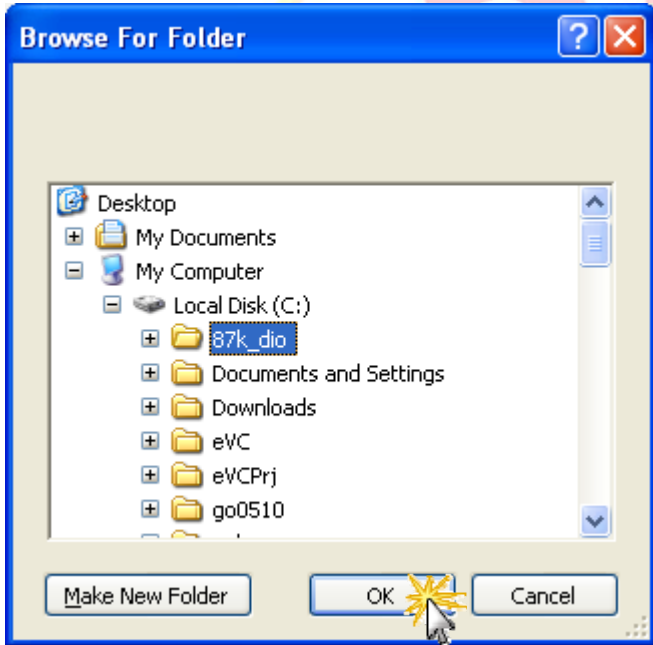 Browse For Folder
Desktop
My Documents
My Computer
Local Disk (C:)
87k_dio
Documents and Settings
Downloads
eVC
eVCPrj
go0510
Make New Folder OK Cancel